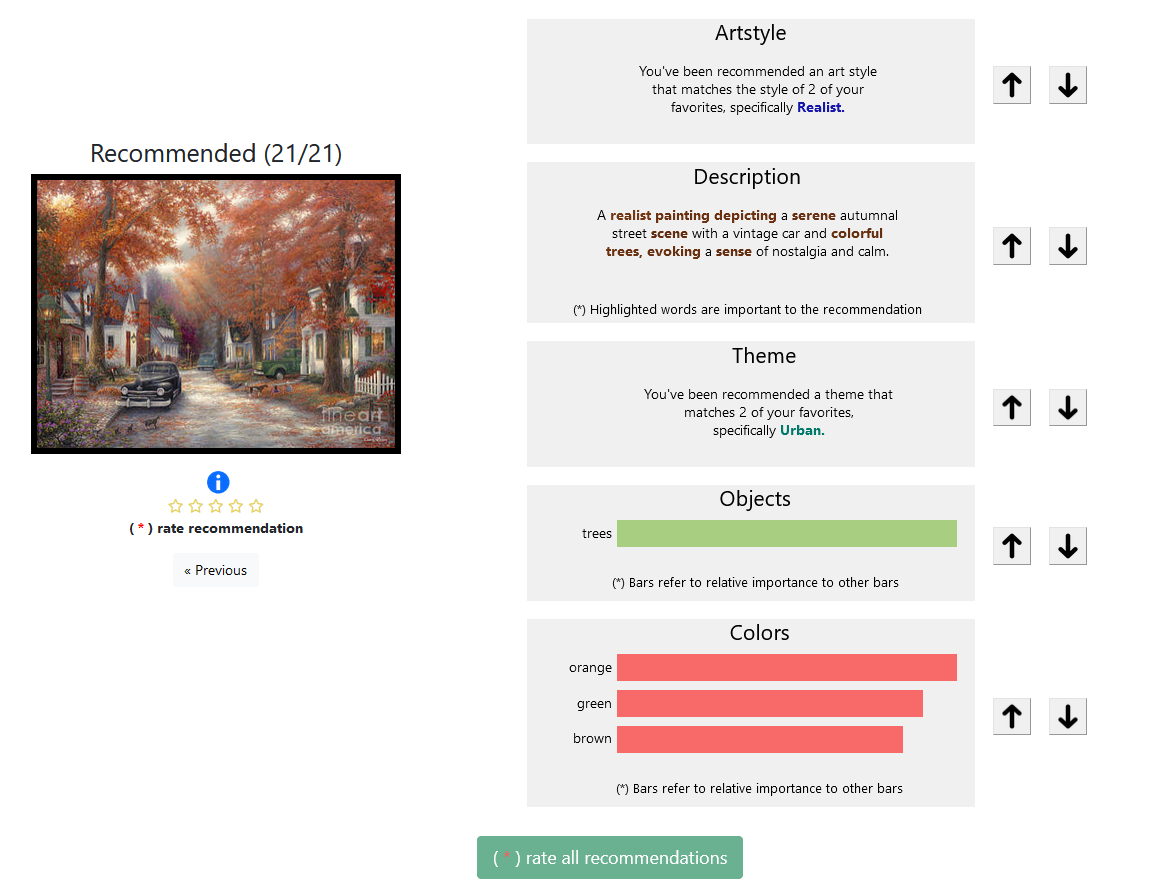 Recommended (21/21)
fine art
america
( * ) rate recommendation
« Previous
Artstyle
You've been recommended an art style
that matches the style of 2 of your
favorites, specifically Realist.
Description
A realist painting depicting a serene autumnal
street scene with a vintage car and colorful
trees, evoking a sense of nostalgia and calm.
(*) Highlighted words are important to the recommendation
Theme
You've been recommended a theme that
matches 2 of your favorites,
specifically Urban.
Objects
trees
(*) Bars refer to relative importance to other bars
Colors
orange
green
brown
(*) Bars refer to relative importance to other bars
( * ) rate all recommendations